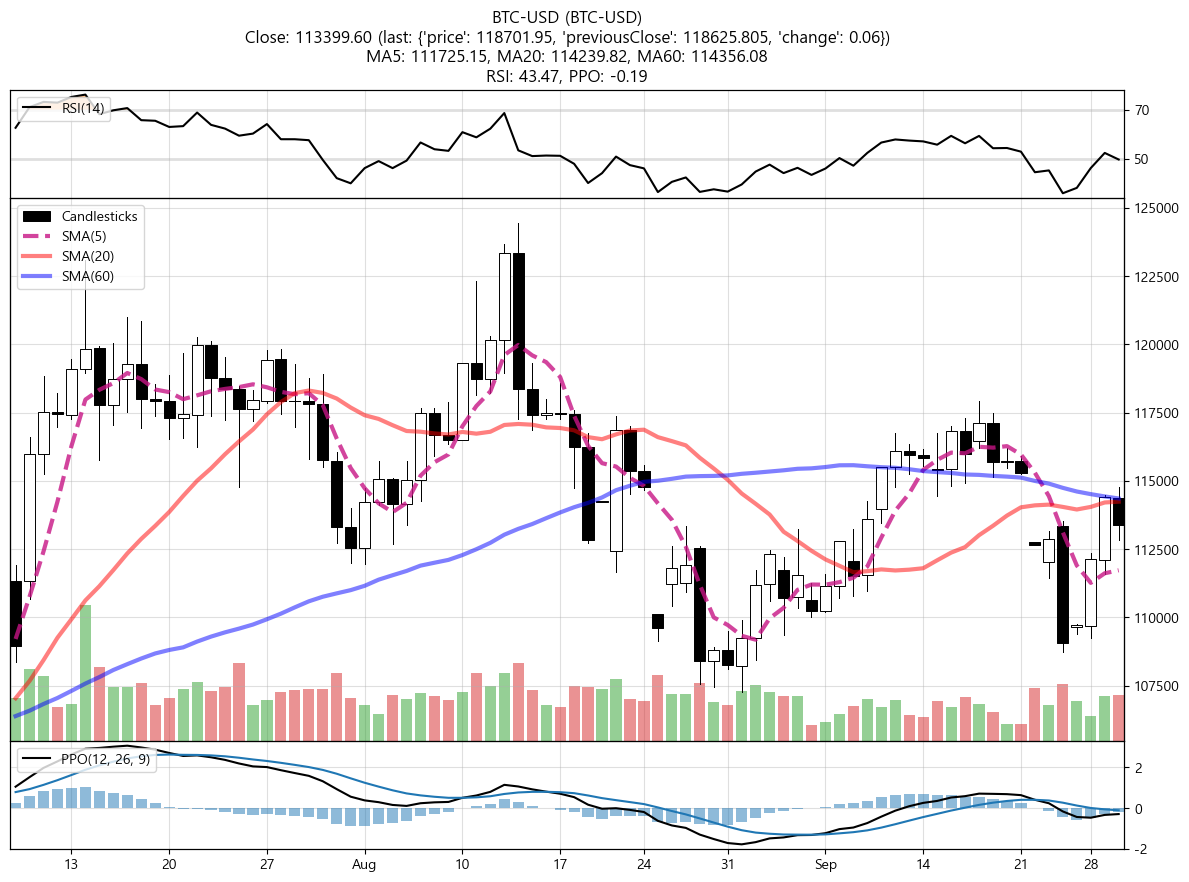 BTC-USD (BTC-USD)
Close: 113399.60 (last: {'price': 118701.95, 'previousClose': 118625.805, 'change': 0.06})
MA5: 111725.15, MA20: 114239.82, MA60: 114356.08
RSI: 43.47, PPO: -0.19
RSI(14)
70
50
Candlesticks
SMA(5)
SMA(20)
SMA(60)
125000
122500
120000
117500
115000
112500
110000
107500
PPO(12, 26, 9)
2
0
-2
13 20 27 Aug 10 17 24 31 Sep 14 21 28